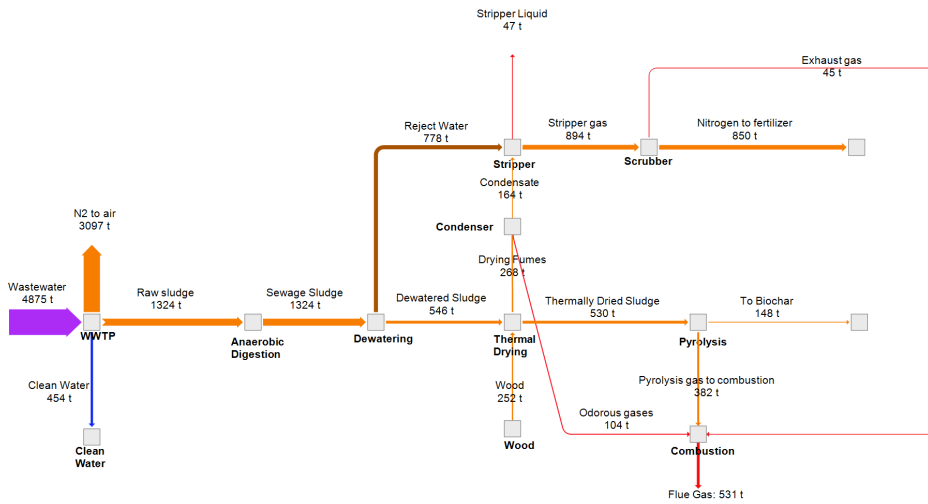 Stripper Liquid
47 t
Exhaust gas
45 t
Reject Water
778 t
Stripper gas
894 t
Nitrogen to fertilizer
850 t
Stripper
Scrubber
Condensate
164 t
N2 to air
3097 t
Condenser
Drying Fumes
268 t
Wastewater
4875 t
Raw sludge
1324 t
Sewage Sludge
1324 t
Dewatered Sludge
546 t
Thermally Dried Sludge
530 t
To Biochar
148 t
WWTP
Anaerobic
Digestion
Dewatering
Thermal
Drying
Pyrolysis
Clean Water
454 t
Wood
252 t
Pyrolysis gas to combustion
382 t
Odorous gases
104 t
Clean
Water
Wood
Combustion
Flue Gas: 531 t